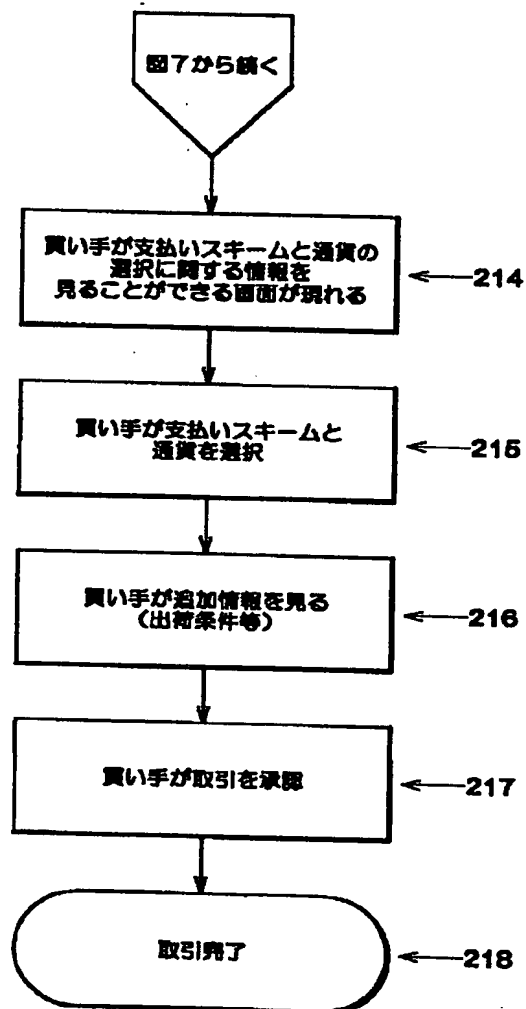 図7から続く
買い手が支払いスキームと通貨の
選択に関する情報を
見ることができる画面が現れる
214
買い手が支払いスキームと
通貨を選択
215
買い手が追加情報を見る
(出荷条件等)
216
買い手が取引を承認
217
取引完了
218